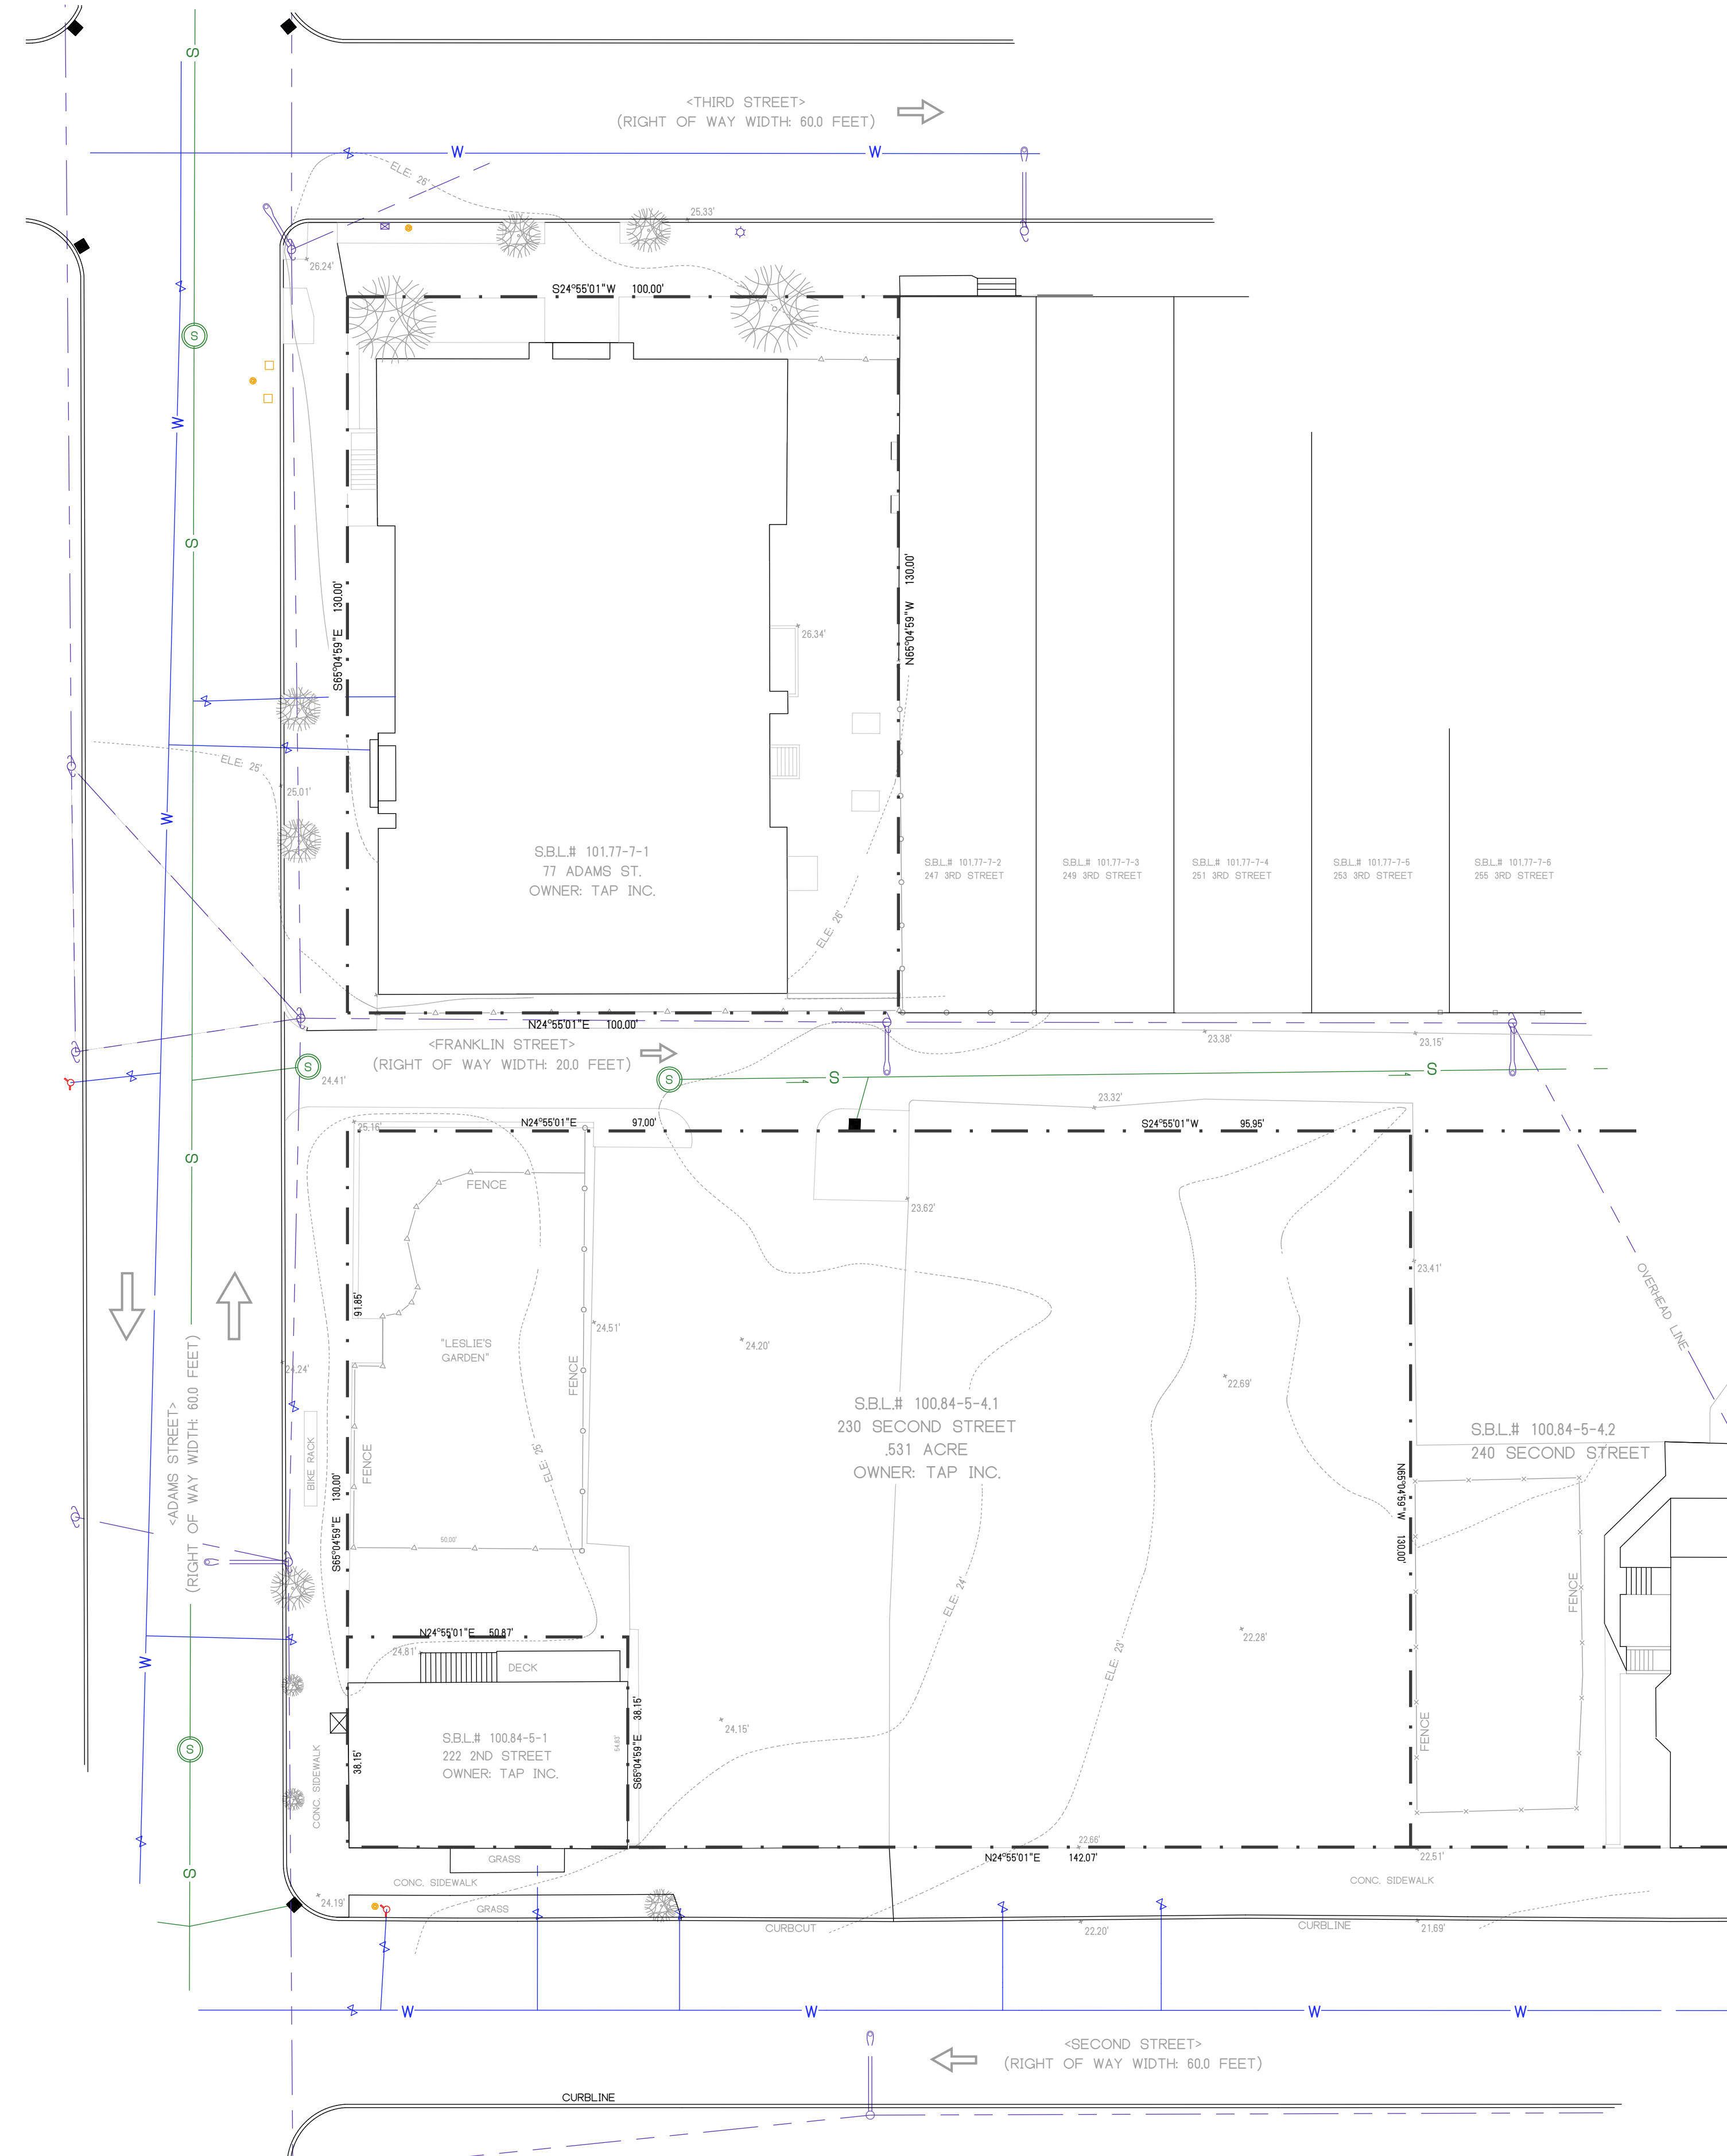 S
<THIRD STREET>
(RIGHT OF WAY WIDTH: 60.0 FEET)
W
W
ELE: 26'
25.33'
26.24'
S24°55'01"W 100.00'
S
W
S
S65°04'59"E 130.00'
N65°04'59"W 130.00'
26.34'
ELE: 25'
25.01'
W
S.B.L.# 101.77-7-1
77 ADAMS ST.
OWNER: TAP INC.
ELE: 26'
S.B.L.# 101.77-7-2
247 3RD STREET
S.B.L.# 101.77-7-3
249 3RD STREET
S.B.L.# 101.77-7-4
251 3RD STREET
S.B.L.# 101.77-7-5
253 3RD STREET
S.B.L.# 101.77-7-6
255 3RD STREET
N24°55'01"E 100.00'
<FRANKLIN STREET>
(RIGHT OF WAY WIDTH: 20.0 FEET)
23.38'
23.15'
S
24.41'
S
S
S
23.32'
25.16'
N24°55'01"E 97.00'
S24°55'01"W 95.95'
S
FENCE
23.62'
23.41'
OVERHEAD LINE
91.85'
"LESLIE'S
GARDEN"
24.51'
24.20'
24.24'
FENCE
22.69'
<ADAMS STREET>
(RIGHT OF WAY WIDTH: 60.0 FEET)
BIKE RACK
FENCE
S.B.L.# 100.84-5-4.1
230 SECOND STREET
.531 ACRE
OWNER: TAP INC.
S.B.L.# 100.84-5-4.2
240 SECOND STREET
ELE: 25'
S65°04'59"E 130.00'
60.00'
N65°04'59"W 130.00'
ELE: 24'
FENCE
N24°55'01"E 50.87'
24.81'
DECK
22.28'
ELE: 23'
W
S.B.L.# 100.84-5-1
222 2ND STREET
OWNER: TAP INC.
38.15'
54.83'
S65°04'59"E 38.15'
24.15'
FENCE
S
CONC. SIDEWALK
22.66'
N24°55'01"E 142.07'
22.51'
GRASS
S
CONC. SIDEWALK
CONC. SIDEWALK
24.19'
GRASS
CURBCUT
22.20'
CURBLINE
21.69'
W
W
W
W
<SECOND STREET>
(RIGHT OF WAY WIDTH: 60.0 FEET)
CURBLINE